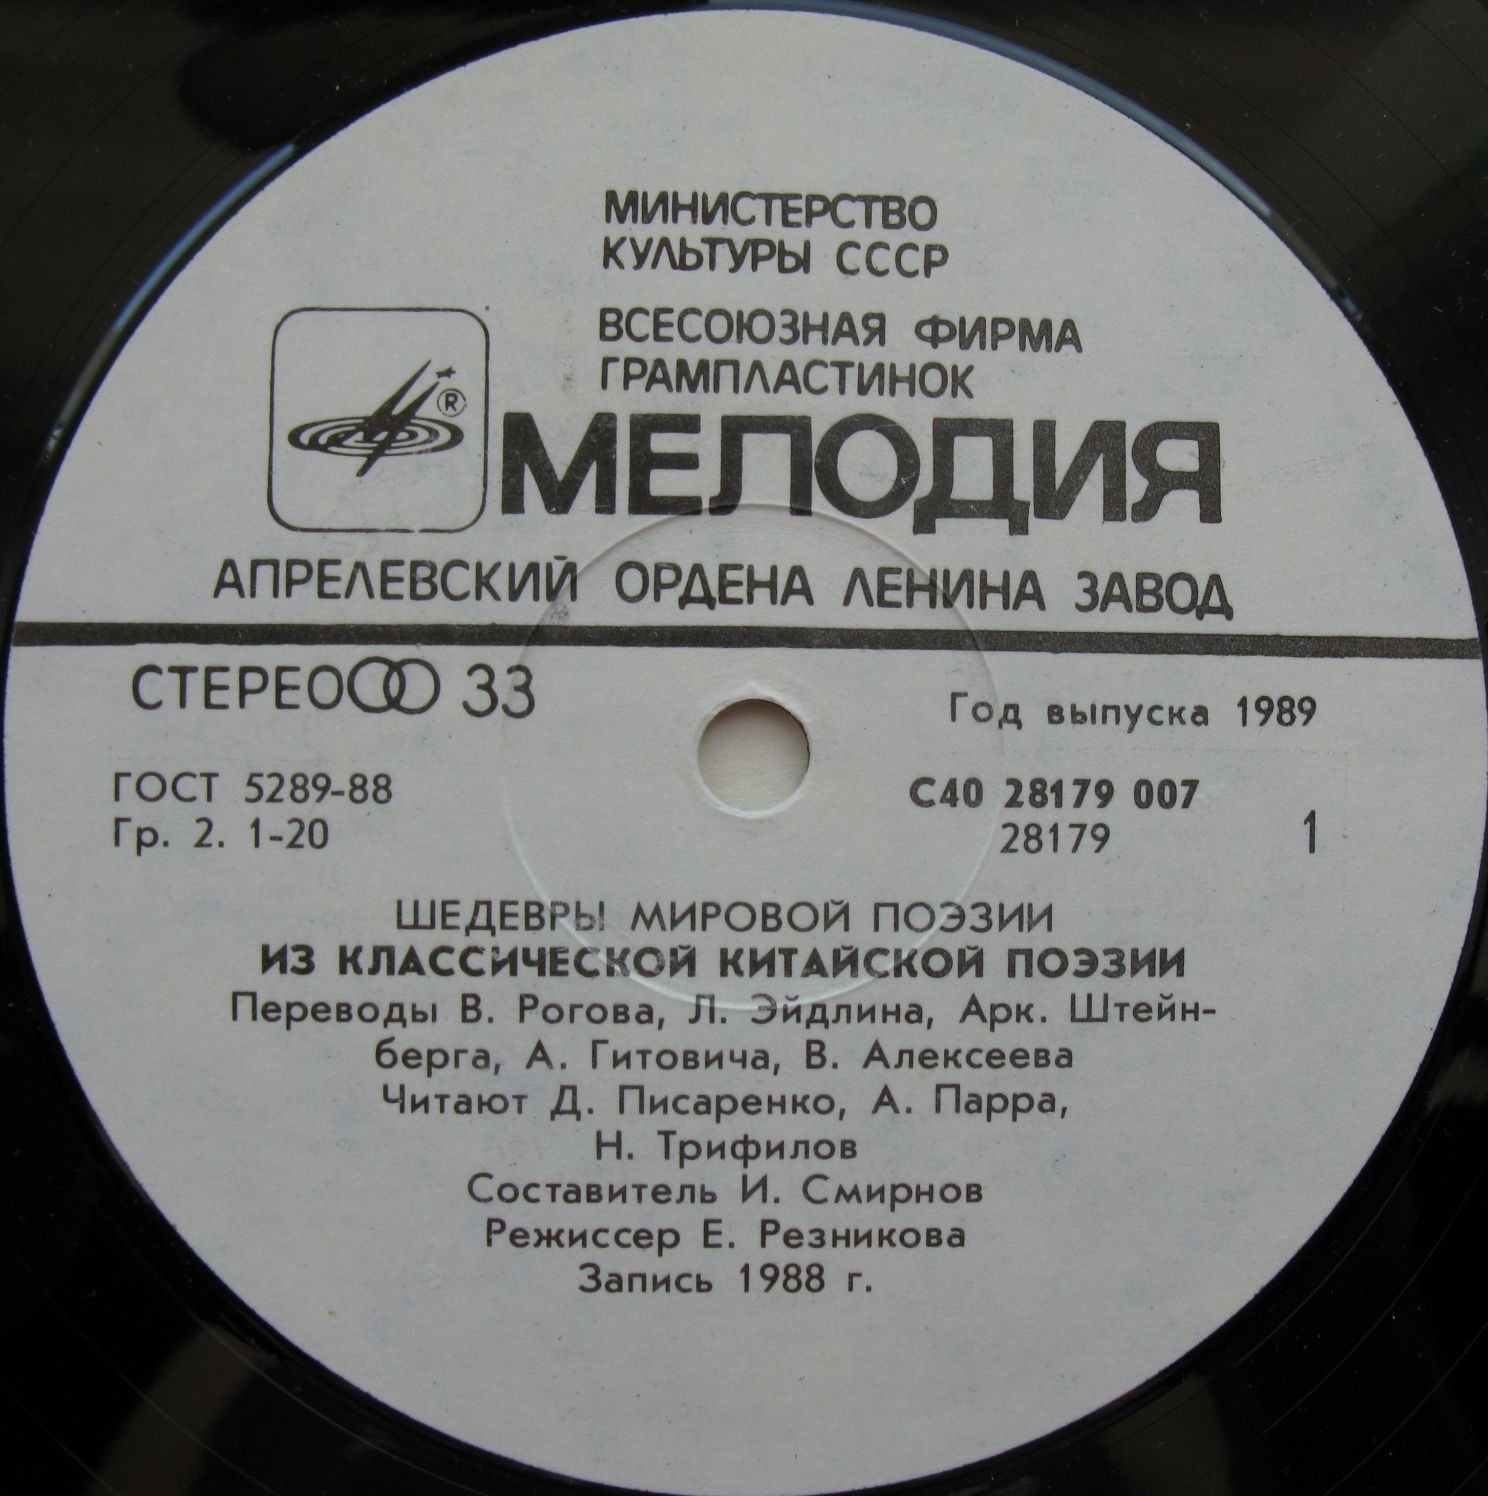 МИНИСТЕРСТВО
КУЛЬТУРЫ СССР
ВСЕСОЮЗНАЯ ФИРМА
ГРАМПЛАСТИНОК
®
МЕЛОДИЯ
АПРЕЛЕВСКИЙ ОРДЕНА ЛЕНИНА ЗАВОД
СТЕРЕО 33
Год выпуска 1989
ГОСТ 5289-88
Гр. 2. 1-20
С40 28179 007
28179 1
ШЕДЕВРЫ МИРОВОЙ ПОЭЗИИ
ИЗ КЛАССИЧЕСКОЙ КИТАЙСКОЙ ПОЭЗИИ
Переводы В. Рогова, Л. Эйдлина, Арк. Штейн-
берга, А. Гитовича, В. Алексеева
Читают Д. Писаренко, А. Парра,
Н. Трифилов
Составитель И. Смирнов
Режиссер Е. Резникова
Запись 1988 г.